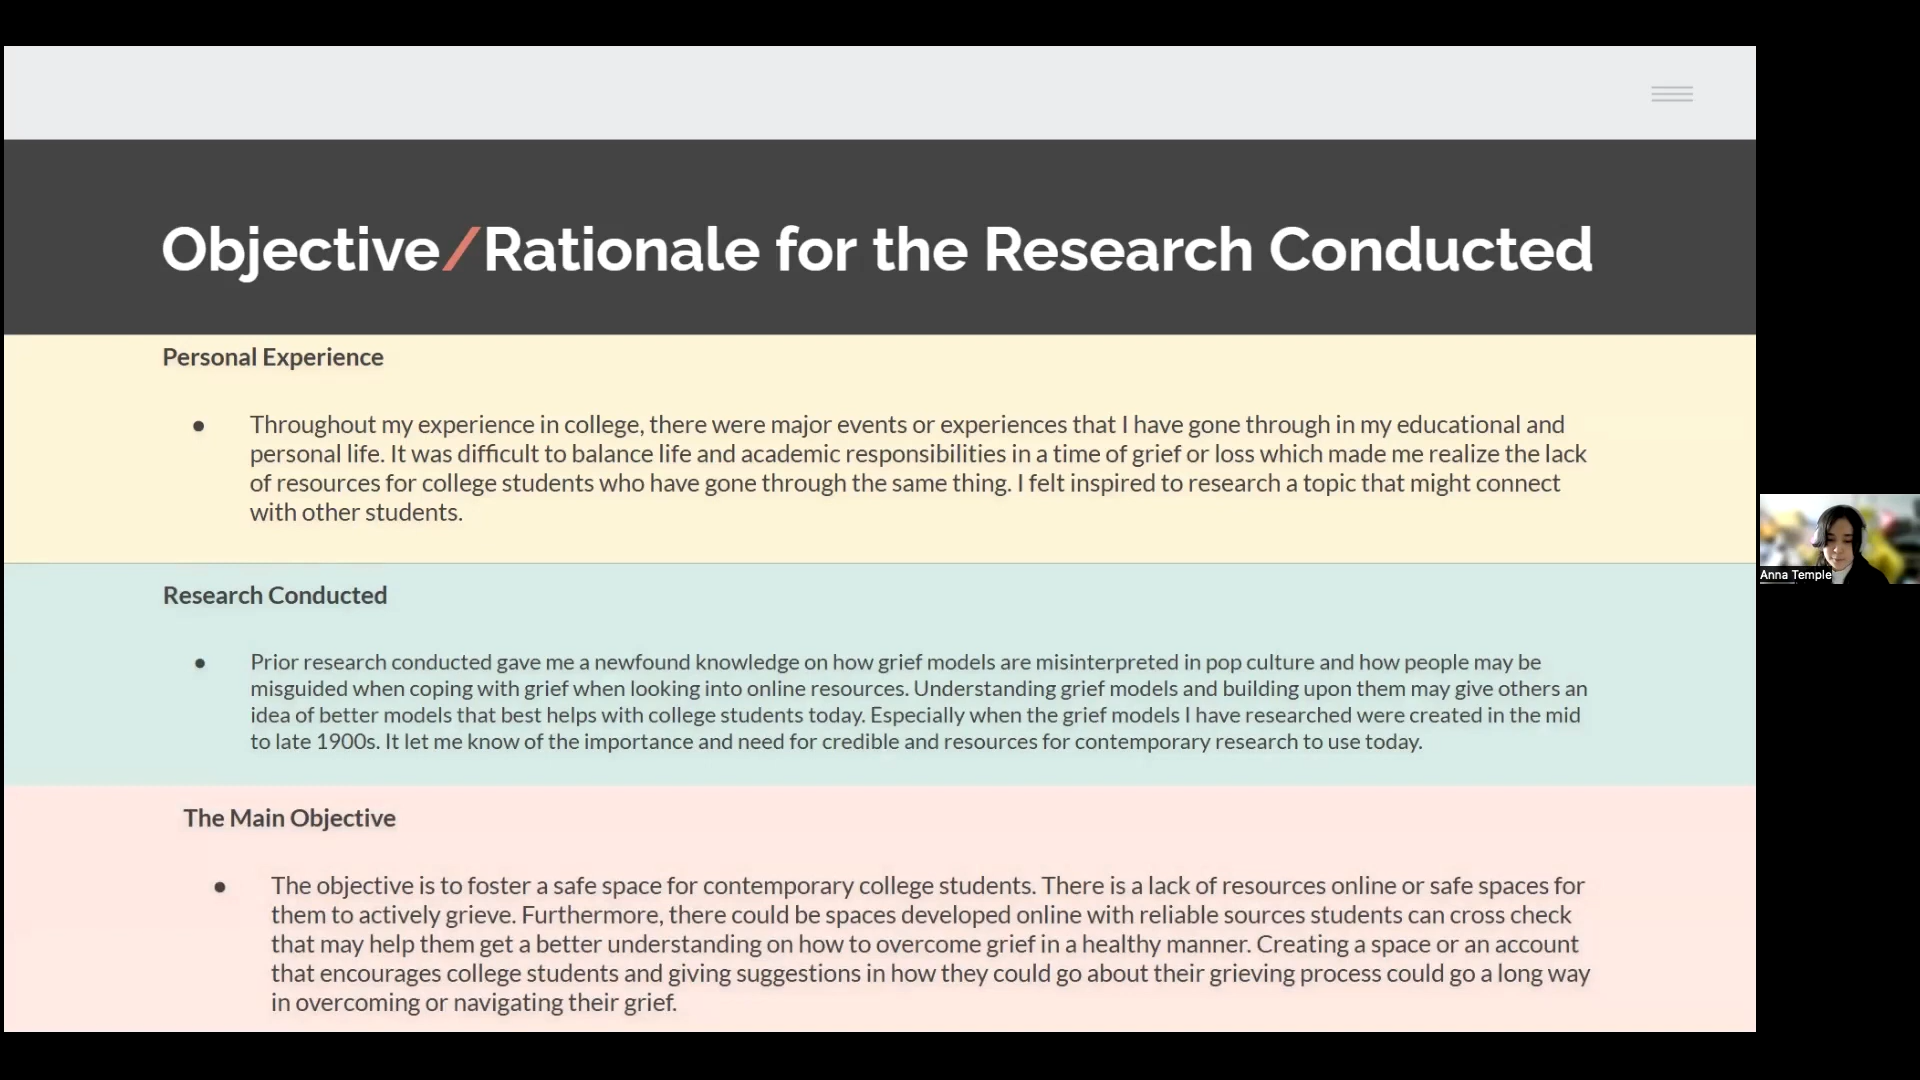 Objective/Rationale for the Research Conducted
Personal Experience
● Throughout my experience in college, there were major events or experiences that I have gone through in my educational and
personal life. It was difficult to balance life and academic responsibilities in a time of grief or loss which made me realize the lack
of resources for college students who have gone through the same thing. I felt inspired to research a topic that might connect
with other students.
Research Conducted
● Prior research conducted gave me a newfound knowledge on how grief models are misinterpreted in pop culture and how people may be
misguided when coping with grief when looking into online resources. Understanding grief models and building upon them may give others an
idea of better models that best helps with college students today. Especially when the grief models I have researched were created in the mid
to late 1900s. It let me know of the importance and need for credible and resources for contemporary research to use today.
Anna Temple
The Main Objective
● The objective is to foster a safe space for contemporary college students. There is a lack of resources online or safe spaces for
them to actively grieve. Furthermore, there could be spaces developed online with reliable sources students can cross check
that may help them get a better understanding on how to overcome grief in a healthy manner. Creating a space or an account
that encourages college students and giving suggestions in how they could go about their grieving process could go a long way
in overcoming or navigating their grief.